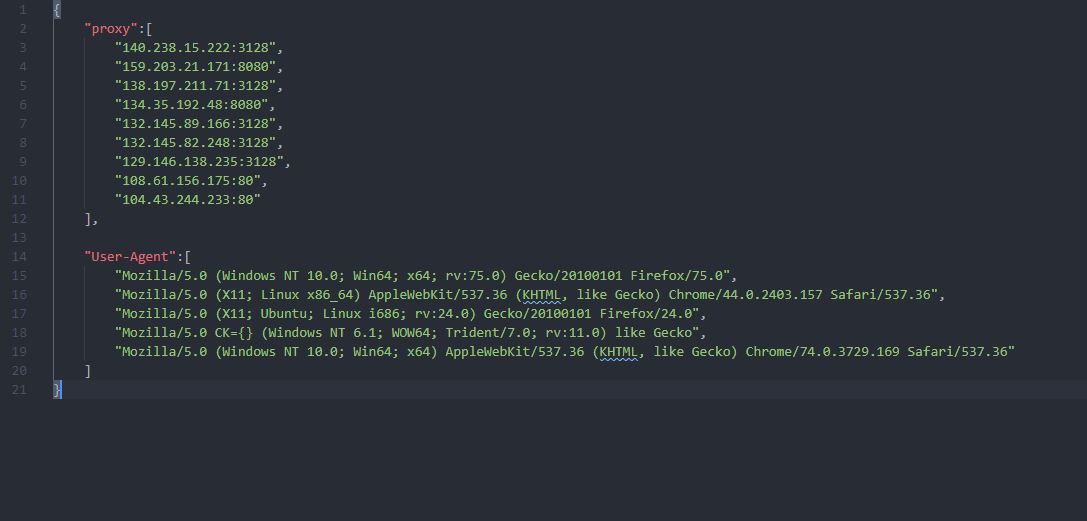 1 {
2 "proxy":[
3 "140.238.15.222:3128",
4 "159.203.21.171:8080",
5 "138.197.211.71:3128",
6 "134.35.192.48:8080",
7 "132.145.89.166:3128",
8 "132.145.82.248:3128",
9 "129.146.138.235:3128",
10 "108.61.156.175:80",
11 "104.43.244.233:80"
12 ],
13
14 "User-Agent":[
15 "Mozilla/5.0 (Windows NT 10.0; Win64; x64; rv:75.0) Gecko/20100101 Firefox/75.0",
16 "Mozilla/5.0 (X11; Linux x86_64) AppleWebKit/537.36 (KHTML, like Gecko) Chrome/44.0.2403.157 Safari/537.36",
17 "Mozilla/5.0 (X11; Ubuntu; Linux i686; rv:24.0) Gecko/20100101 Firefox/24.0",
18 "Mozilla/5.0 CK={} (Windows NT 6.1; WOW64; Trident/7.0; rv:11.0) like Gecko",
19 "Mozilla/5.0 (Windows NT 10.0; Win64; x64) AppleWebKit/537.36 (KHTML, like Gecko) Chrome/74.0.3729.169 Safari/537.36"
20 ]
21 }